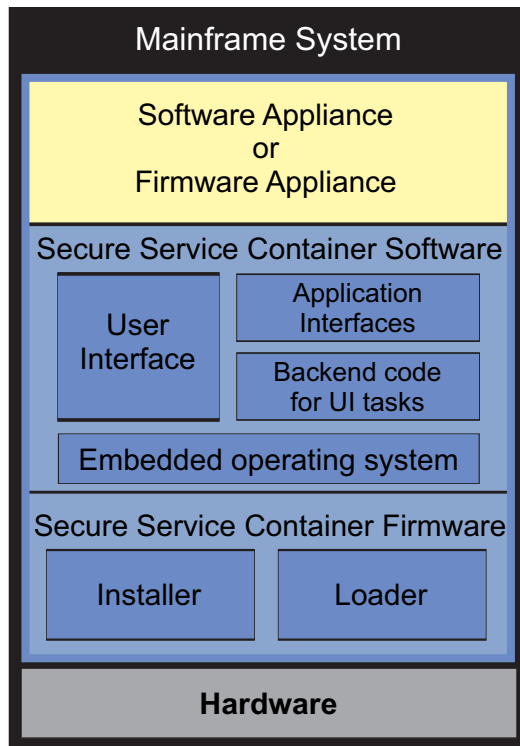 Mainframe System
Software Appliance
or
Firmware Appliance
Secure Service Container Software
User
Interface
Application
Interfaces
Backend code
for UI tasks
Embedded operating system
Secure Service Container Firmware
Installer
Loader
Hardware